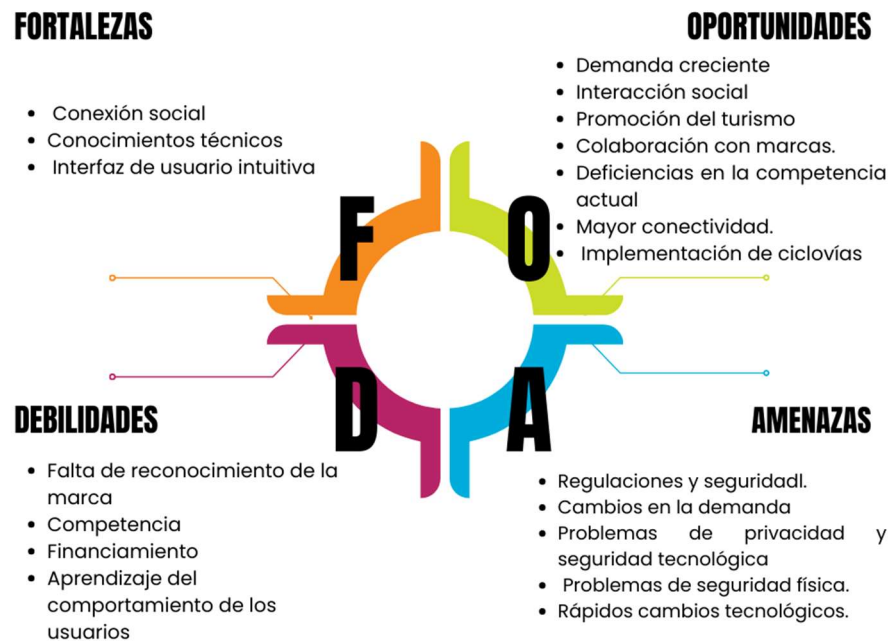 FORTALEZAS
• Conexión social
• Conocimientos técnicos
• Interfaz de usuario intuitiva
OPORTUNIDADES
• Demanda creciente
• Interacción social
• Promoción del turismo
• Colaboración con marcas.
• Deficiencias en la competencia
actual
• Mayor conectividad.
• Implementación de ciclovías
F
O
D
A
DEBILIDADES
• Falta de reconocimiento de la
marca
• Competencia
• Financiamiento
• Aprendizaje del
comportamiento de los
usuarios
AMENAZAS
• Regulaciones y seguridadl.
• Cambios en la demanda
• Problemas de privacidad y
seguridad tecnológica
• Problemas de seguridad física.
• Rápidos cambios tecnológicos.